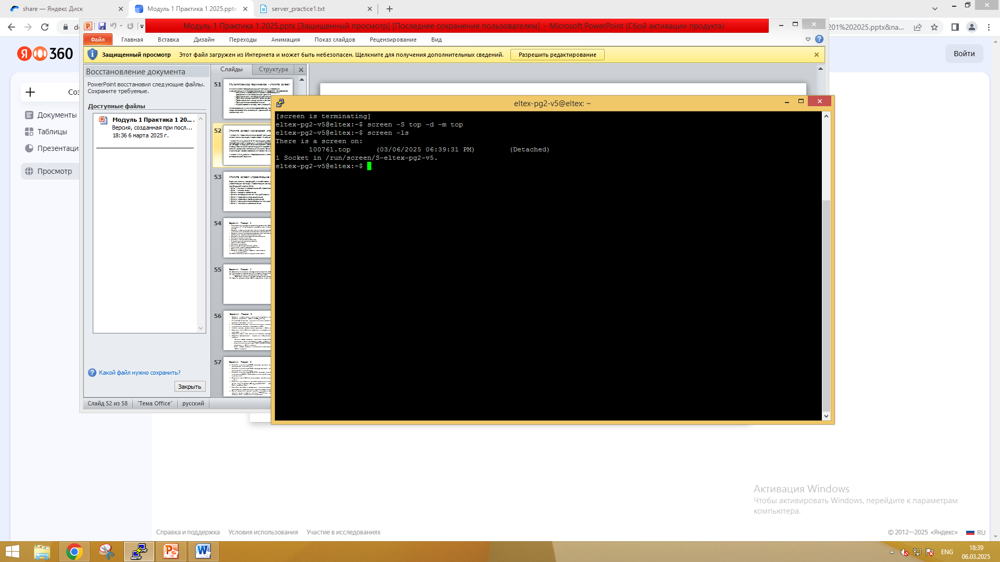 share — Яндекс Диск
Модуль 1 Практика 1 2025.pptx
server_practice1.txt
201%202025.pptx&na...
Модуль 1 Практика 1 2025.pptx [Защищенный просмотр] [Последнее сохранение пользователем] - Microsoft PowerPoint (Сбой активации продукта)
Файл Главная Вставка Дизайн Переходы Анимация Показ слайдов Рецензирование Вид
Защищенный просмотр Этот файл загружен из Интернета и может быть небезопасен. Щелкните для получения дополнительных сведений. Разрешить редактирование
Я 360
Войти
Документы
Таблицы
Презентаци
Просмотр
Восстановление документа
PowerPoint восстановил следующие файлы. Сохраните требуемые.
Доступные файлы
Модуль 1 Практика 1 20... .
Версия, созданная при посл...
18:36 6 марта 2025 г.
Какой файл нужно сохранить?
Закрыть
Слайды Структура
51
Мультиплексор терминалов - утилита screen
52
53
54
55
56
57
Слайд 52 из 58 "Тема Office" русский
eltex-pg2-v5@eltex: ~
[screen is terminating]
eltex-pg2-v5@eltex:~$ screen -S top -d -m top
eltex-pg2-v5@eltex:~$ screen -ls
There is a screen on:
100761.top (03/06/2025 06:39:31 PM) (Detached)
1 Socket in /run/screen/S-eltex-pg2-v5.
eltex-pg2-v5@eltex:~$
Активация Windows
Чтобы активировать Windows, перейдите к параметрам
компьютера.
Справка и поддержка Условия использования Участие в исследованиях
© 2012—2025 «Яндекс» RU
ENG
18:39
06.03.2025